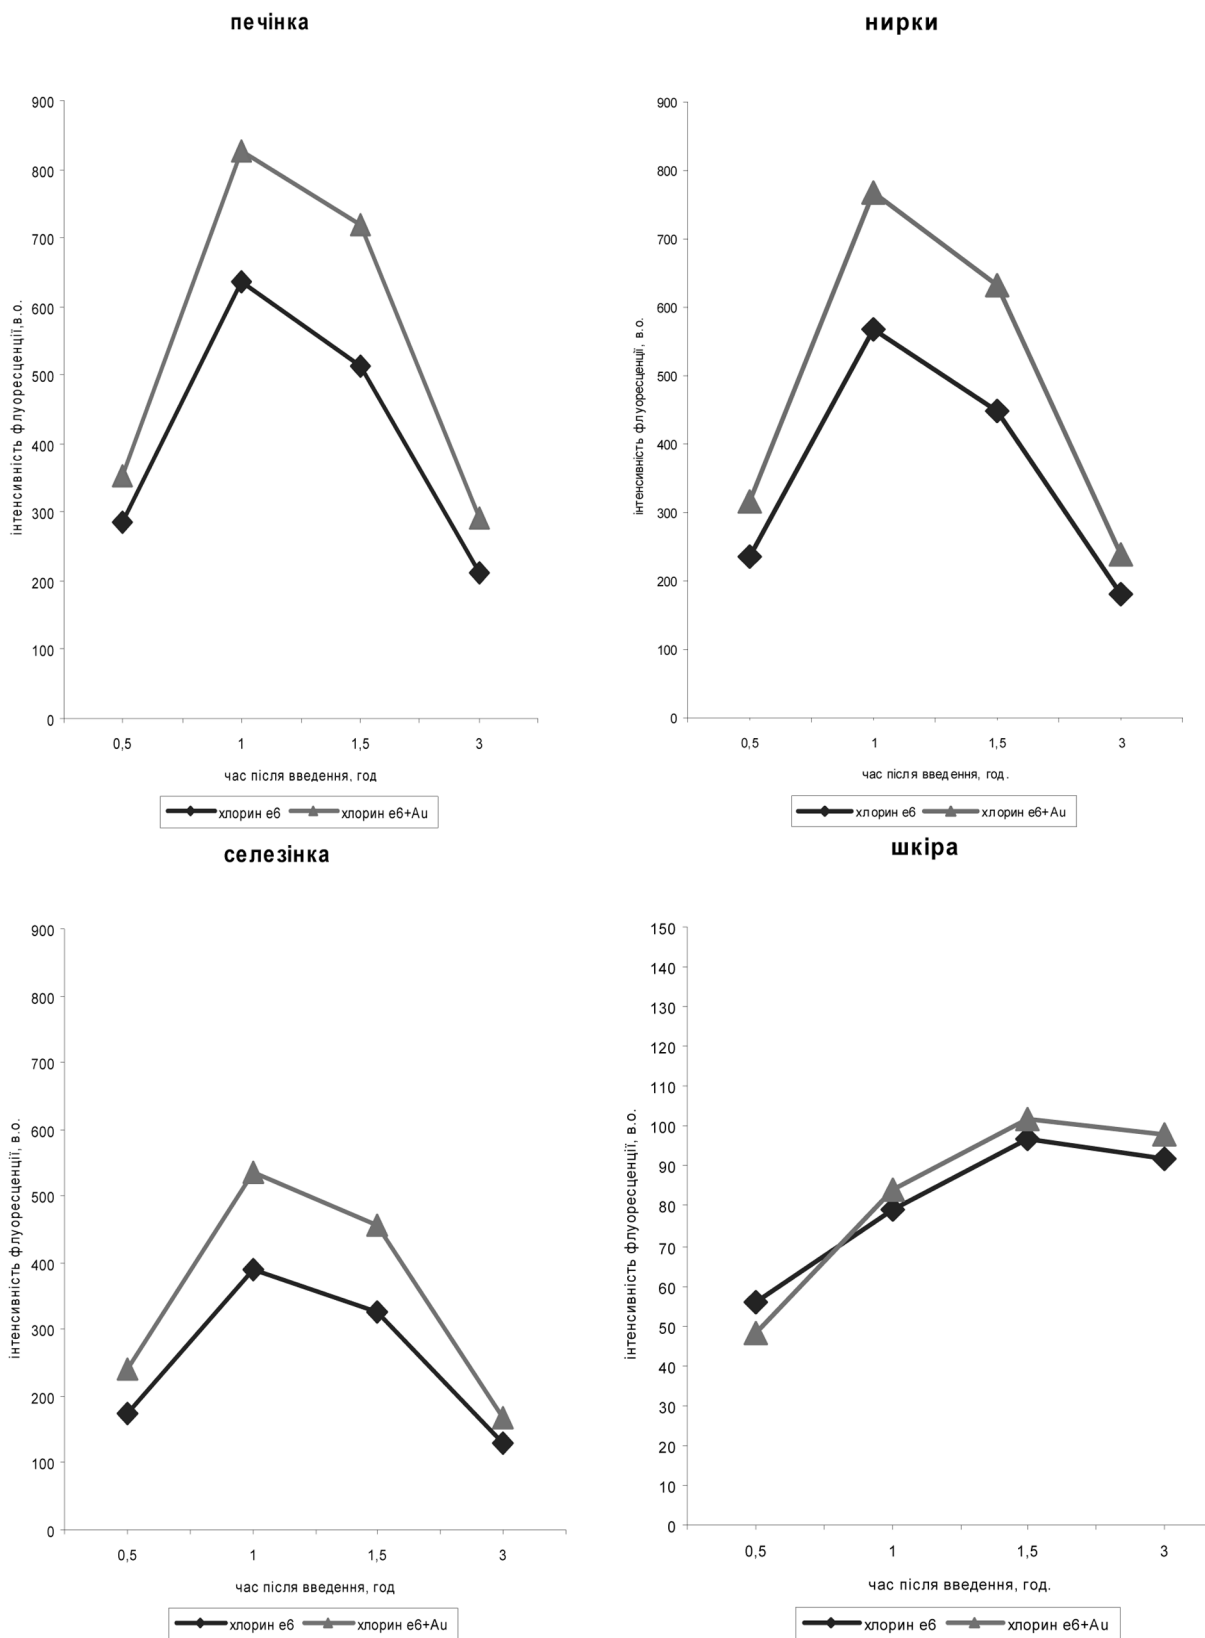 печінка
інтенсивність флуоресценції,в.о.
900
800
700
600
500
400
300
200
100
0
0,5 1 1,5 3
час після введення, год
хлорин е6 хлорин е6+Au
нирки
інтенсивність флуоресценції, в.о.
900
800
700
600
500
400
300
200
100
0
0,5 1 1,5 3
час після введення, год.
хлорин е6 хлорин е6+Au
селезінка
інтенсивність флуоресценції, в.о.
900
800
700
600
500
400
300
200
100
0
0,5 1 1,5 3
час після введення, год
хлорин е6 хлорин е6+Au
шкіра
інтенсивність флуоресценції, в.о.
150
140
130
120
110
100
90
80
70
60
50
40
30
20
10
0
0,5 1 1,5 3
час після введення, год.
хлорин е6 хлорин е6+Au